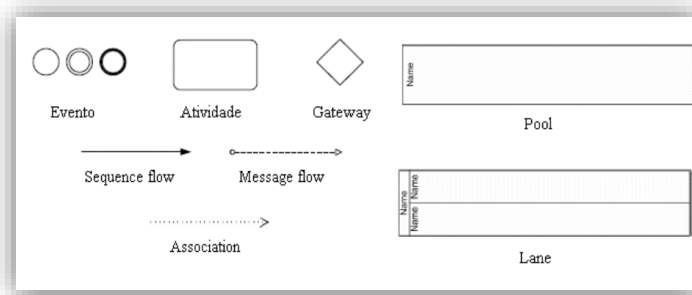 Name
Evento
Atividade
Gateway
Pool
Sequence flow
Message flow
Name
Name
Name
Association
Lane